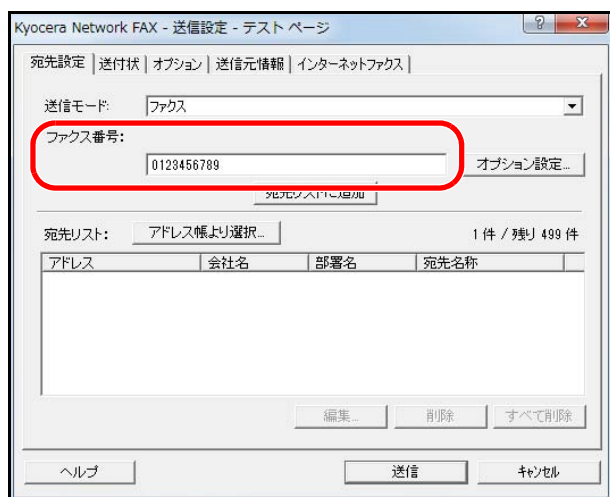 Kyocera Network FAX - 送信設定 - テスト ページ
宛先設定 送付状 オプション 送信元情報 インターネットファクス
送信モード: ファクス
ファクス番号:
0123456789 オプション設定...
宛先リストに追加
宛先リスト: アドレス帳より選択... 1 件 / 残り 499 件
アドレス 会社名 部署名 宛先名称
編集... 削除 すべて削除
ヘルプ 送信 キャンセル